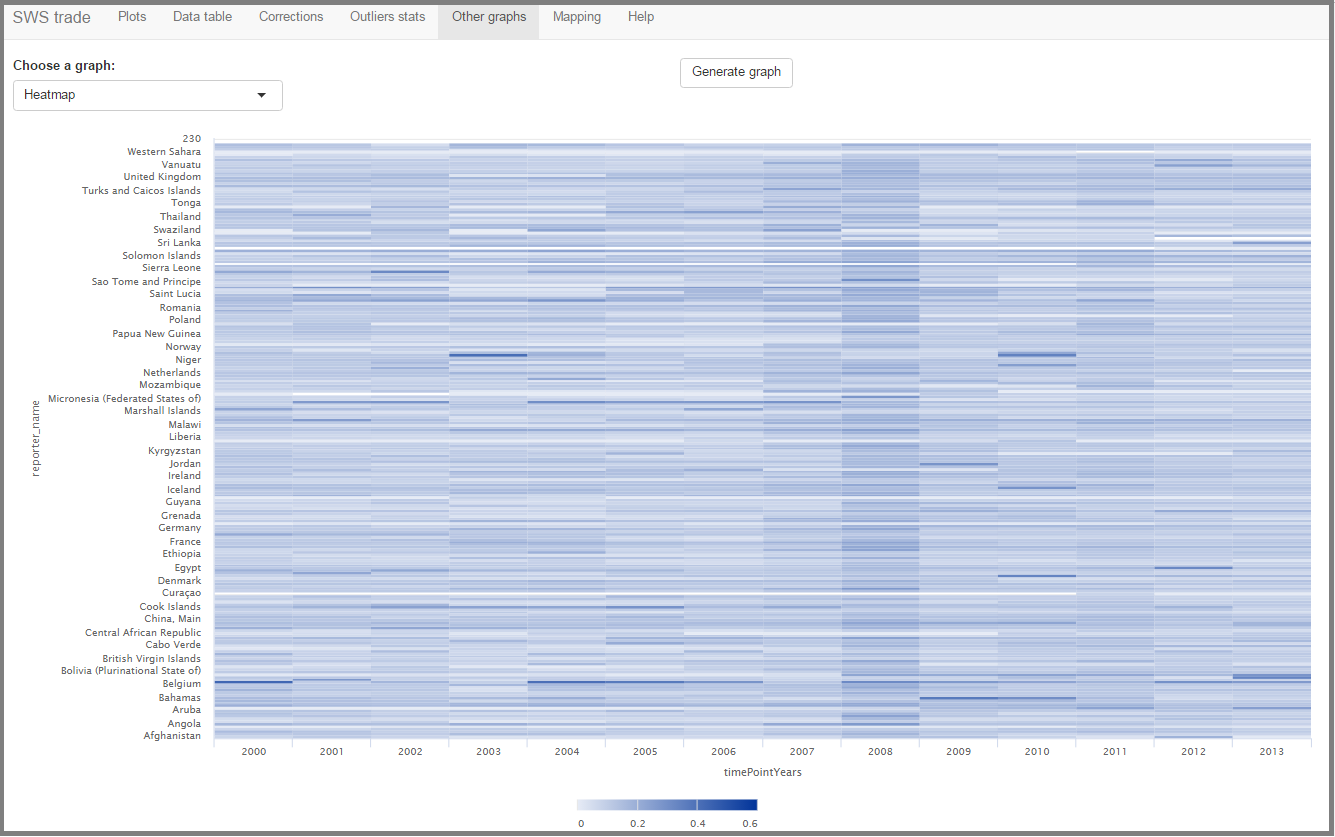 SWS trade Plots Data table Corrections Outliers stats Other graphs Mapping Help
Choose a graph:
Generate graph
Heatmap
230
Western Sahara
Vanuatu
United Kingdom
Turks and Caicos Islands
Tonga
Thailand
Swaziland
Sri Lanka
Solomon Islands
Sierra Leone
Sao Tome and Principe
Saint Lucia
Romania
Poland
Papua New Guinea
Norway
Niger
Netherlands
Mozambique
Micronesia (Federated States of)
Marshall Islands
Malawi
Liberia
Kyrgyzstan
Jordan
Ireland
Iceland
Guyana
Grenada
Germany
France
Ethiopia
Egypt
Denmark
Curaçao
Cook Islands
China, Main
Central African Republic
Cabo Verde
British Virgin Islands
Bolivia (Plurinational State of)
Belgium
Bahamas
Aruba
Angola
Afghanistan
reporter_name
2000 2001 2002 2003 2004 2005 2006 2007 2008 2009 2010 2011 2012 2013
timePointYears
0 0.2 0.4 0.6